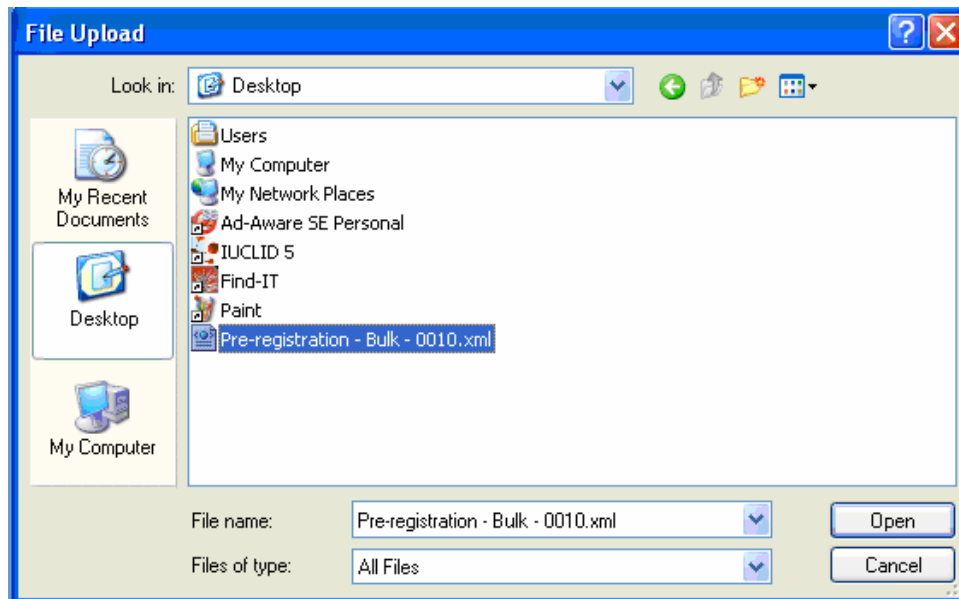 File Upload
Look in: Desktop
Users
My Computer
My Network Places
Ad-Aware SE Personal
IUCLID 5
Find-IT
Paint
Pre-registration - Bulk - 0010.xml
My Recent
Documents
Desktop
My Computer
File name: Pre-registration - Bulk - 0010.xml Open
Files of type: All Files Cancel